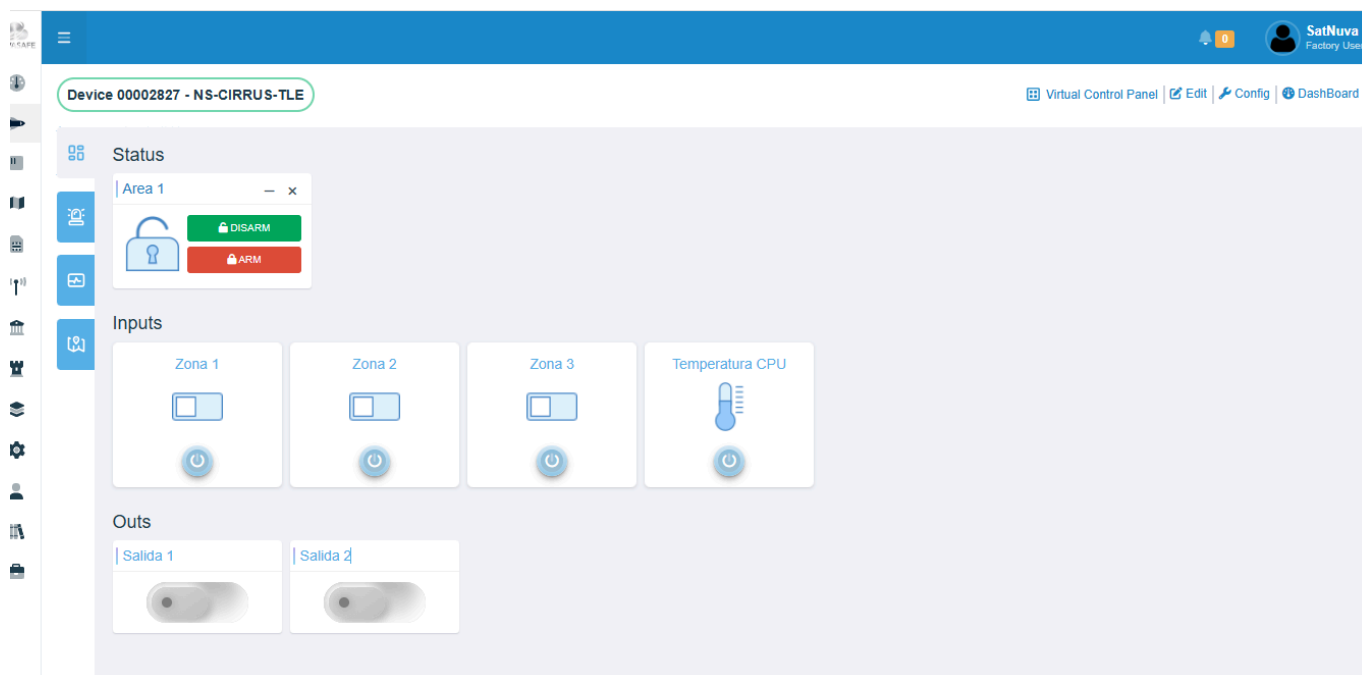 0
SatNuva
Factory User
Device 00002827 - NS-CIRRUS-TLE
Virtual Control Panel
Edit
Config
DashBoard
Status
Area 1
DISARM
ARM
Inputs
Zona 1
Zona 2
Zona 3
Temperatura CPU
Outs
Salida 1
Salida 2